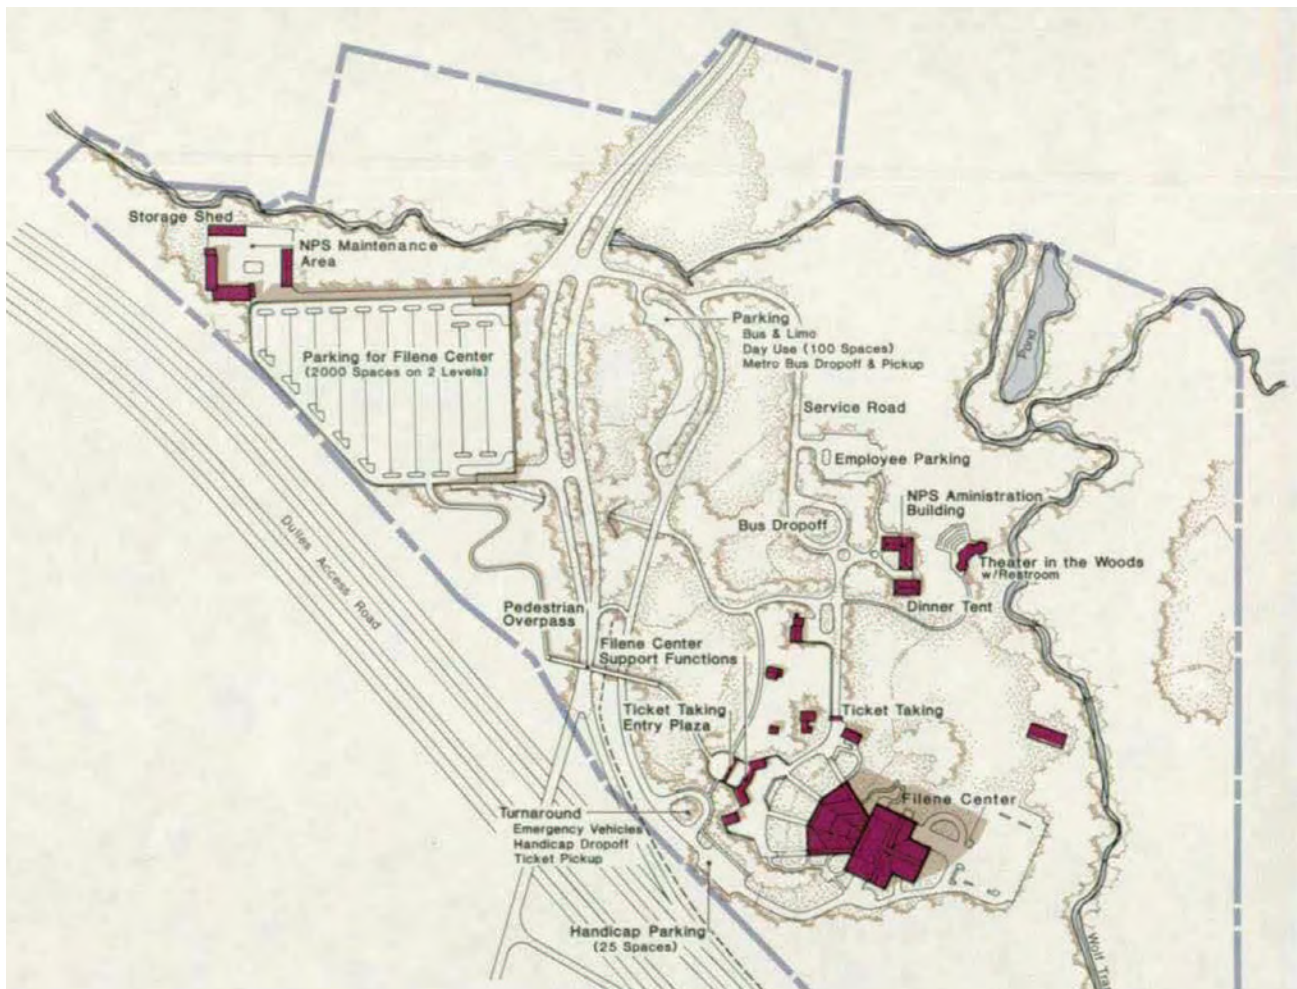 Storage Shed
NPS Maintenance
Area
Parking
Bus & Limo
Day Use (100 Spaces)
Metro Bus Dropoff & Pickup
Parking for Filene Center
(2000 Spaces on 2 Levels)
Pond
Service Road
Employee Parking
NPS Aministration
Building
Bus Dropoff
Theater in the Woods
w/Restroom
Dulles Access Road
Dinner Tent
Pedestrian
Overpass
Filene Center
Support Functions
Ticket Taking
Entry Plaza
Ticket Taking
Filene Center
Turnaround
Emergency Vehicles
Handicap Dropoff
Ticket Pickup
Handicap Parking
(25 Spaces)
Wolf Tra